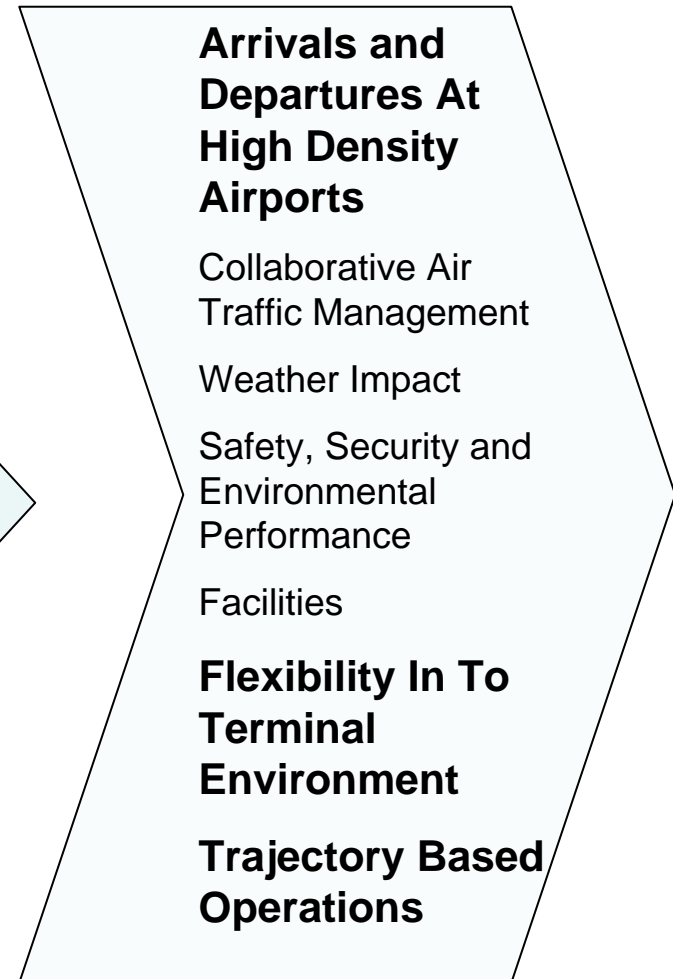 Arrivals and
Departures At
High Density
Airports
Collaborative Air
Traffic Management
Weather Impact
Safety, Security and
Environmental
Performance
Facilities
Flexibility In To
Terminal
Environment
Trajectory Based
Operations